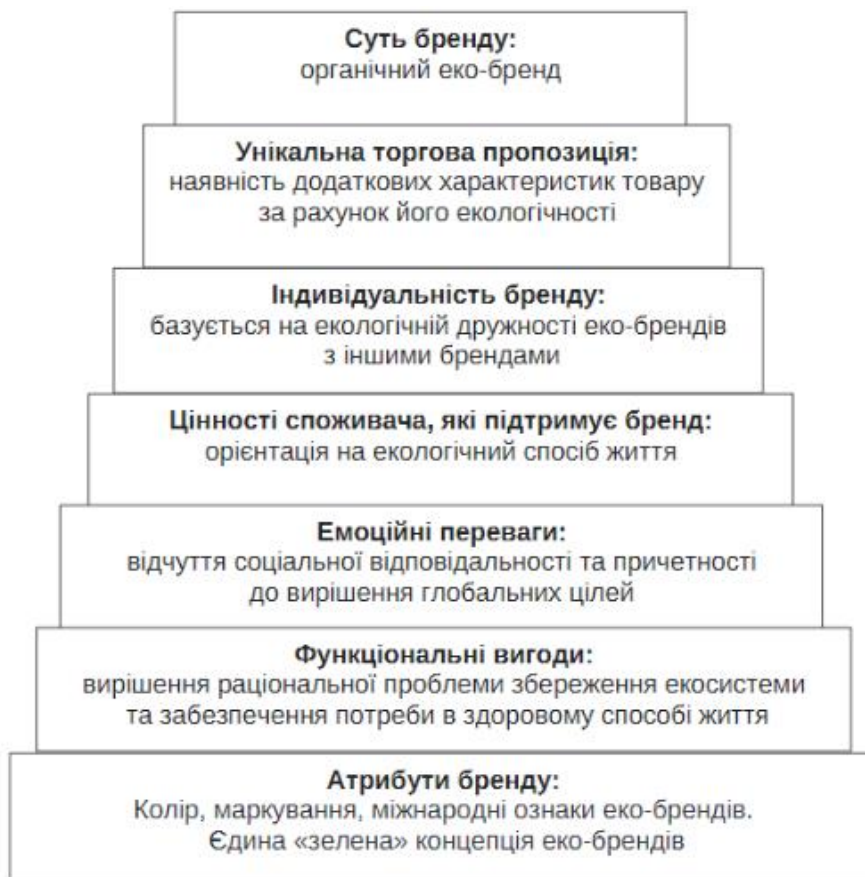 Суть бренду:
органічний еко-бренд
Унікальна торгова пропозиція:
наявність додаткових характеристик товару
за рахунок його екологічності
Індивідуальність бренду:
базується на екологічній дружності еко-брендів
з іншими брендами
Цінності споживача, які підтримує бренд:
орієнтація на екологічний спосіб життя
Емоційні переваги:
відчуття соціальної відповідальності та причетності
до вирішення глобальних цілей
Функціональні вигоди:
вирішення раціональної проблеми збереження екосистеми
та забезпечення потреби в здоровому способі життя
Атрибути бренду:
Колір, маркування, міжнародні ознаки еко-брендів.
Єдина «зелена» концепція еко-брендів